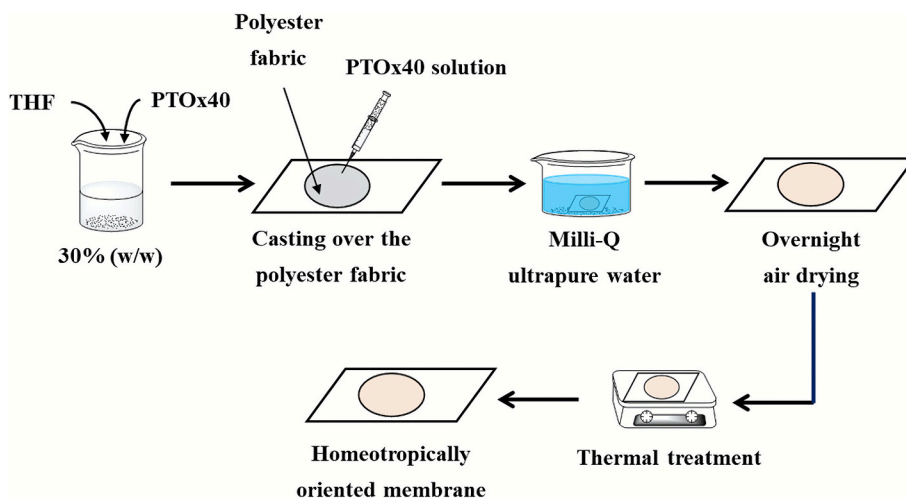 Polyester
fabric
PTOx40 solution
THF
PTOx40
30% (w/w)
Casting over the
polyester fabric
Milli-Q
ultrapure water
Overnight
air drying
Homeotropically
oriented membrane
Thermal treatment